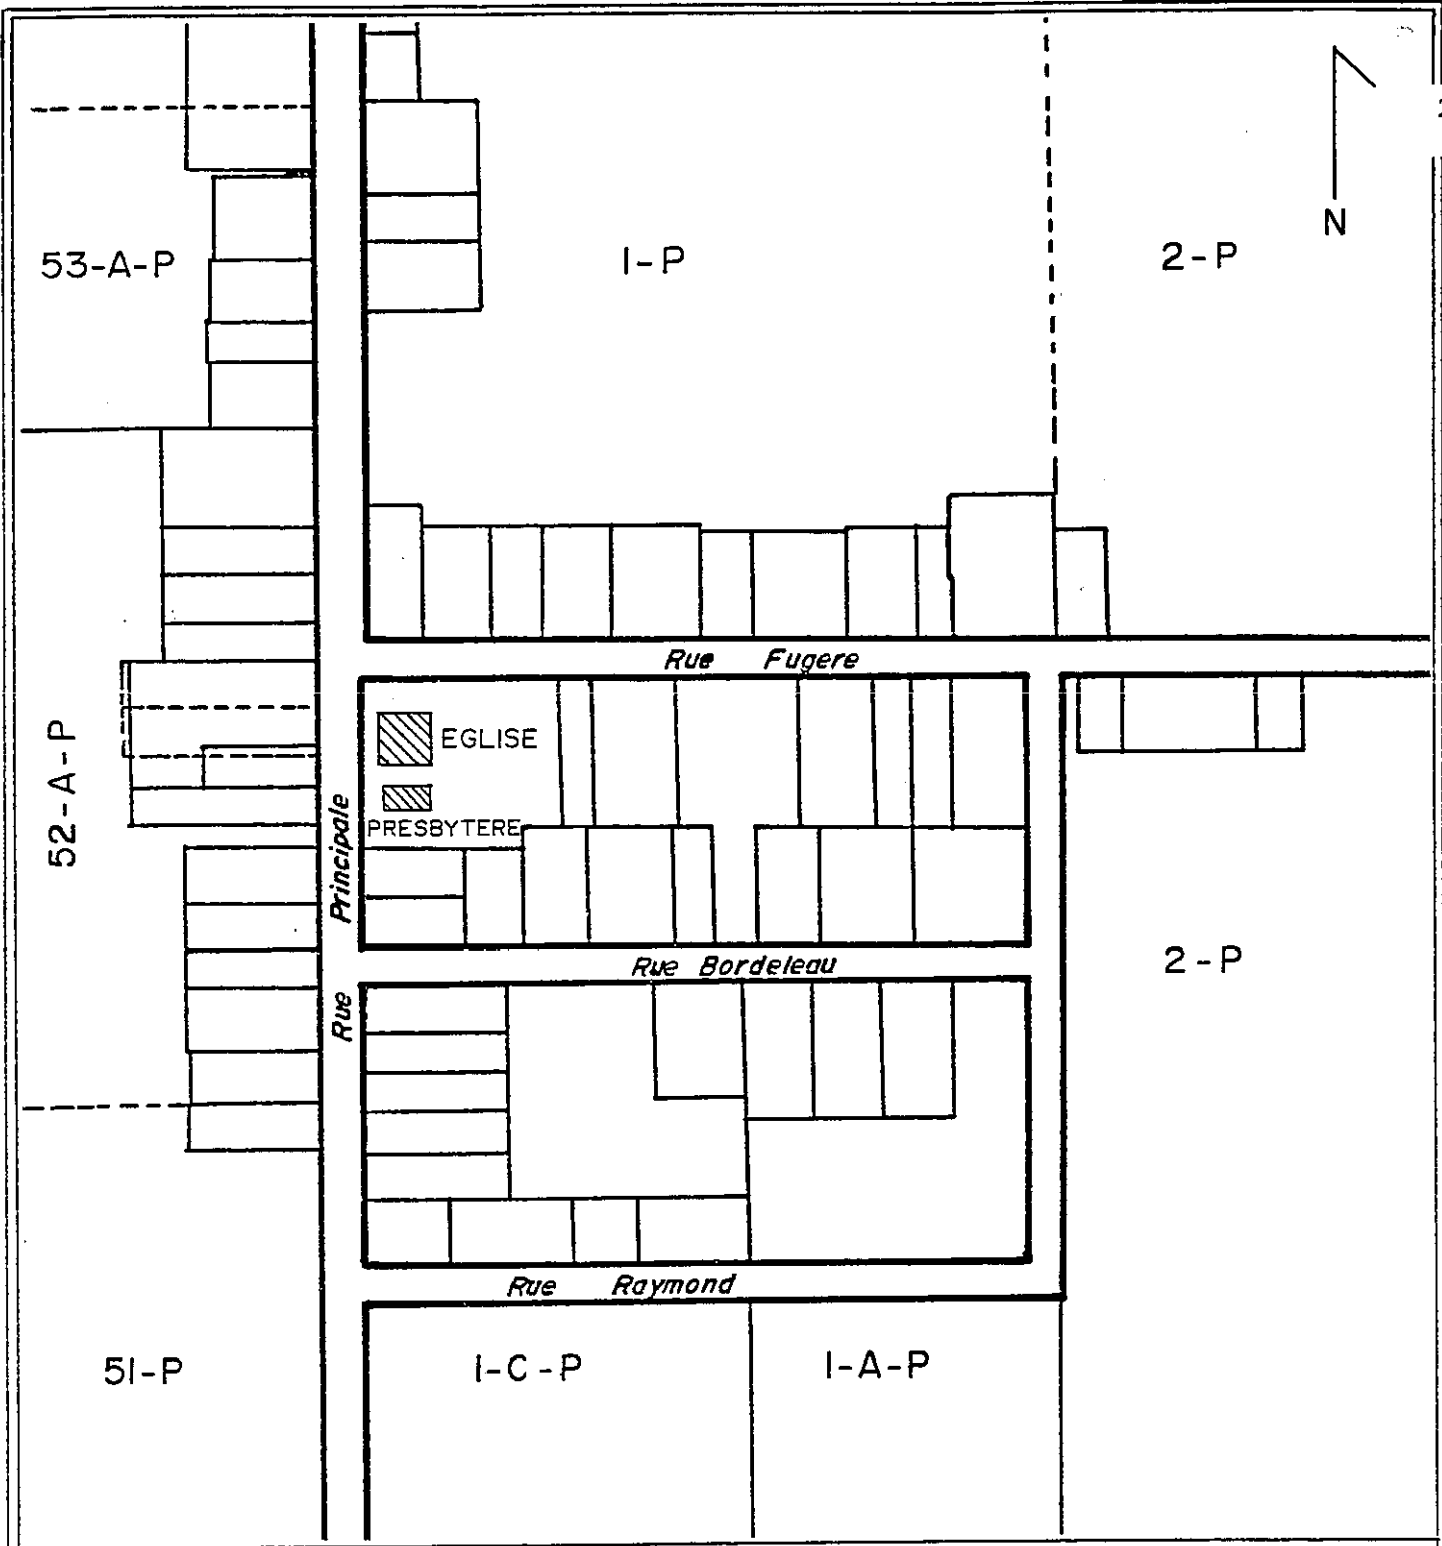 N
53-A-P
1-P
2-P
Rue Fugere
EGLISE
PRESBYTERE
52-A-P
Rue Principale
Rue Bordeleau
2-P
Rue Raymond
51-P
1-C-P
1-A-P